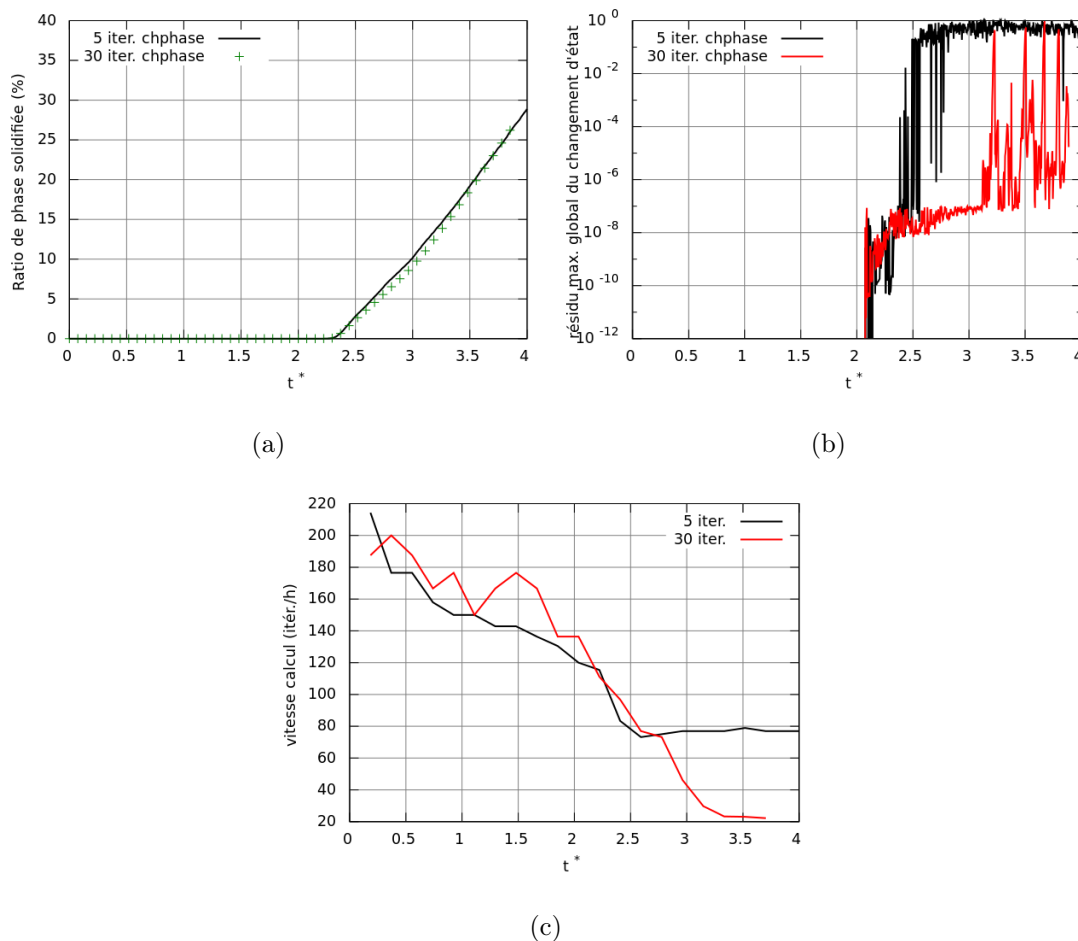 40
35
30
25
20
15
10
5
0
Ratio de phase solidifiée (%)
5 iter. chphase
30 iter. chphase
0 0.5 1 1.5 2 2.5 3 3.5 4
t *
(a)
10 0
10 -2
10 -4
10 -6
10 -8
10 -10
10 -12
résidu max. global du changement d'état
5 iter. chphase
30 iter. chphase
0 0.5 1 1.5 2 2.5 3 3.5 4
t *
(b)
220
200
180
160
140
120
100
80
60
40
20
vitesse calcul (itér./h)
5 iter.
30 iter.
0 0.5 1 1.5 2 2.5 3 3.5 4
t *
(c)